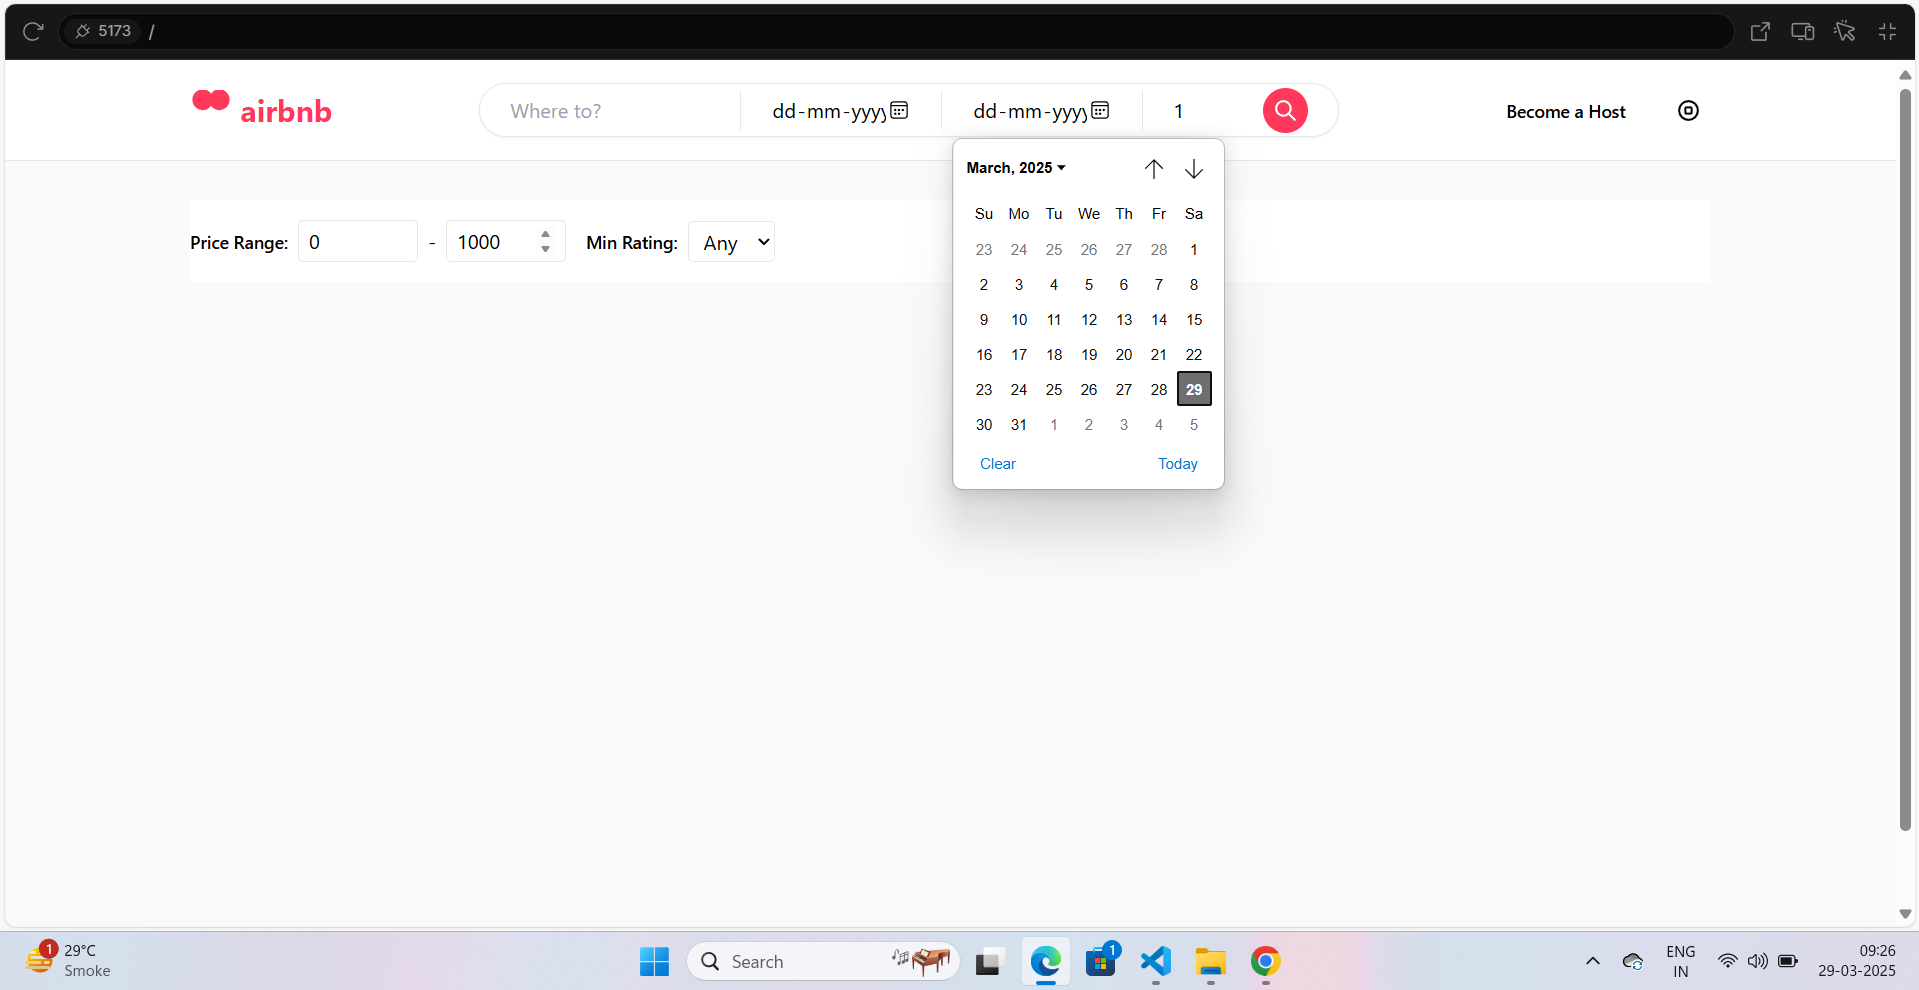 5173 /
airbnb
Where to?
dd-mm-yyyy
dd-mm-yyyy
1
Become a Host
Price Range: 0 - 1000 Min Rating: Any
March, 2025
Su Mo Tu We Th Fr Sa
23 24 25 26 27 28 1
2 3 4 5 6 7 8
9 10 11 12 13 14 15
16 17 18 19 20 21 22
23 24 25 26 27 28 29
30 31 1 2 3 4 5
Clear Today
1
29°C
Smoke
Search
1
ENG
IN
09:26
29-03-2025